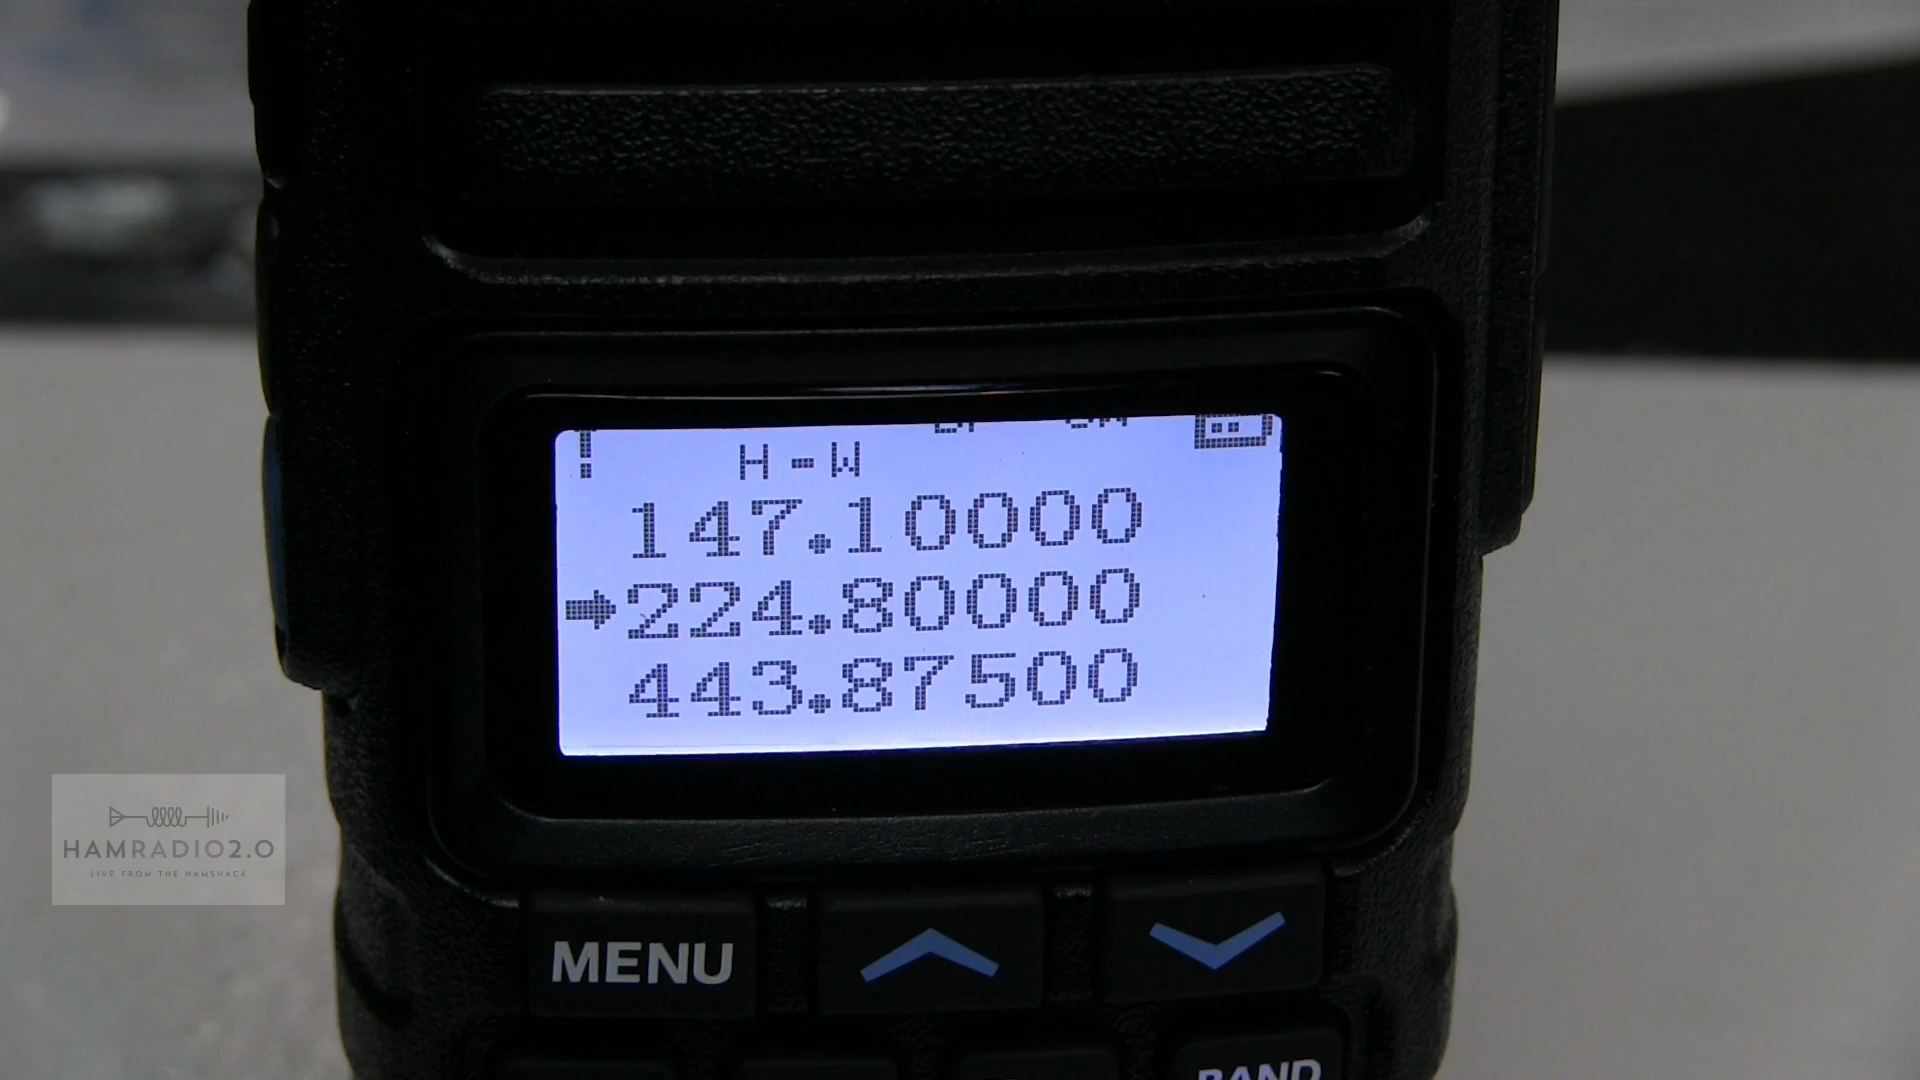 ! H-W
147.10000
224.80000
443.87500
HAMRADIO2.0
LIVE FROM THE HAMSHACK
MENU
BAND